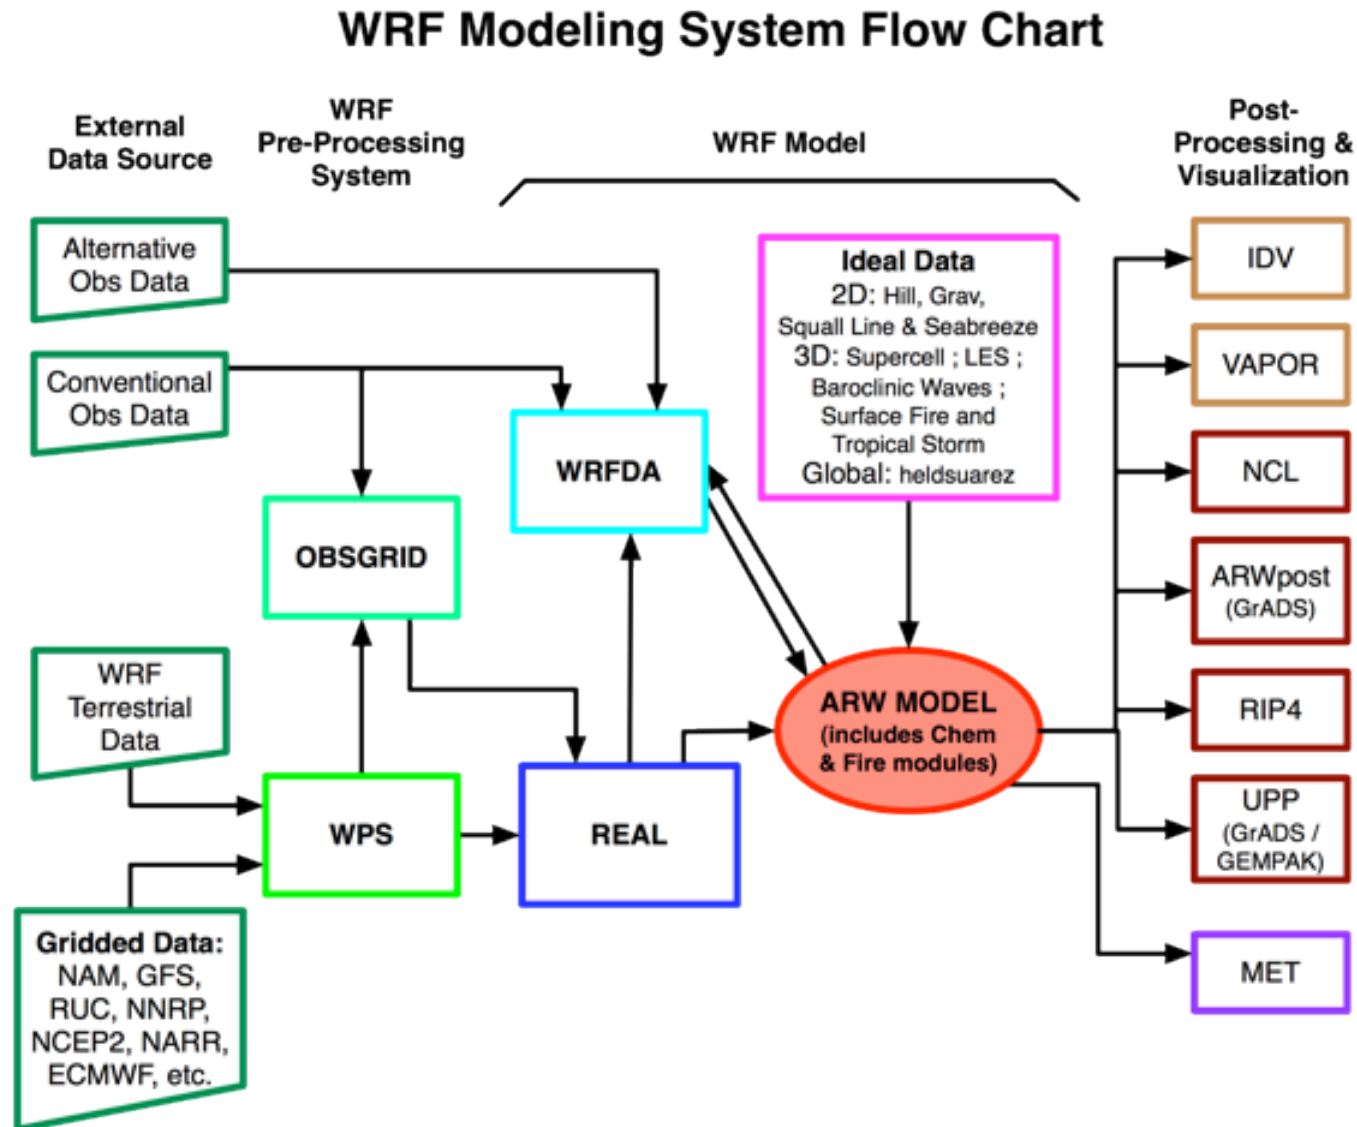 WRF Modeling System Flow Chart
External
Data Source
WRF
Pre-Processing
System
WRF Model
Post-
Processing &
Visualization
Alternative
Obs Data
Conventional
Obs Data
WRF
Terrestrial
Data
Gridded Data:
NAM, GFS,
RUC, NNRP,
NCEP2, NARR,
ECMWF, etc.
OBSGRID
WPS
WRFDA
REAL
Ideal Data
2D: Hill, Grav,
Squall Line & Seabreeze
3D: Supercell ; LES ;
Baroclinic Waves ;
Surface Fire and
Tropical Storm
Global: heldsuarez
ARW MODEL
(includes Chem
& Fire modules)
IDV
VAPOR
NCL
ARWpost
(GrADS)
RIP4
UPP
(GrADS /
GEMPAK)
MET